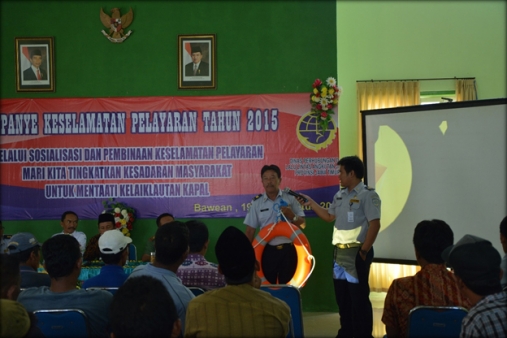 PANYE KESELAMATAN PELAYARAN TAHUN 2015
ELALUI SOSIALISASI DAN PEMBINAAN KESELAMATAN PELAYARAN
MARI KITA TINGKATKAN KESADARAN MASYARAKAT
UNTUK MENTAATI KELAIKLAUTAN KAPAL
Bawean,